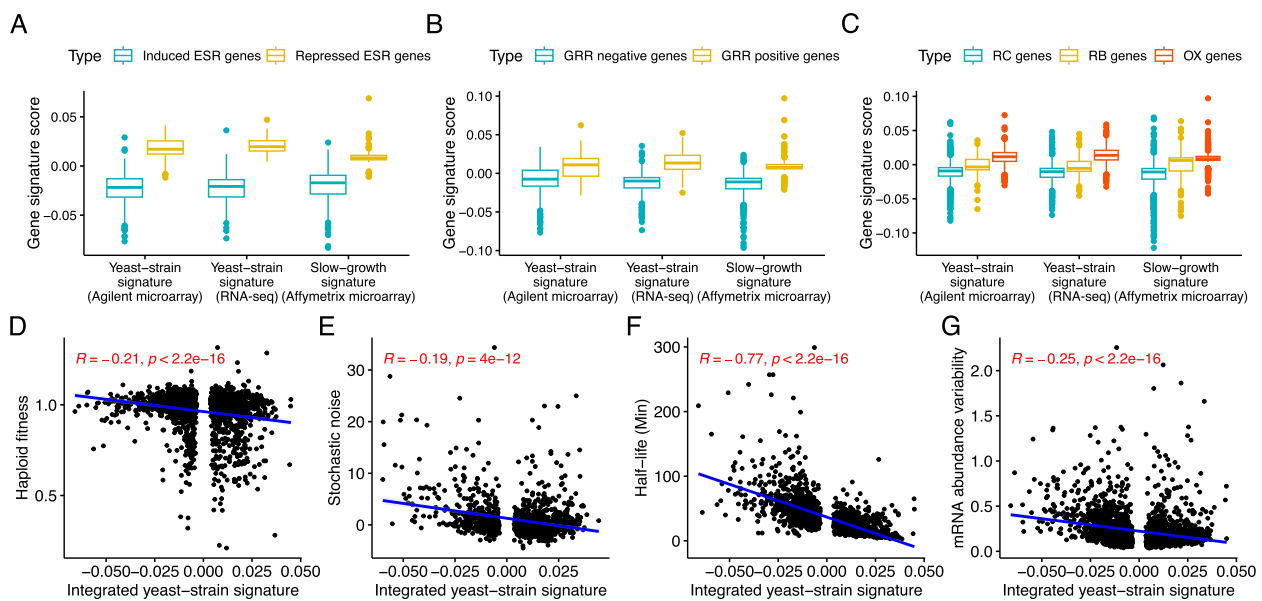 A
Type Induced ESR genes Repressed ESR genes
Gene signature score
0.05
0.00
−0.05
Yeast−strain signature (Agilent microarray)
Yeast−strain signature (RNA−seq)
Slow−growth signature (Affymetrix microarray)
B
Type GRR negative genes GRR positive genes
Gene signature score
0.10
0.05
0.00
−0.05
−0.10
Yeast−strain signature (Agilent microarray)
Yeast−strain signature (RNA−seq)
Slow−growth signature (Affymetrix microarray)
C
Type RC genes RB genes OX genes
Gene signature score
0.10
0.05
0.00
−0.05
−0.10
Yeast−strain signature (Agilent microarray)
Yeast−strain signature (RNA−seq)
Slow−growth signature (Affymetrix microarray)
D
R = −0.21, p < 2.2e−16
Haploid fitness
1.0
0.5
−0.050 −0.025 0.000 0.025 0.050
Integrated yeast−strain signature
E
R = −0.19, p = 4e−12
Stochastic noise
30
20
10
0
−0.050 −0.025 0.000 0.025
Integrated yeast−strain signature
F
R = −0.77, p < 2.2e−16
Half−life (Min)
300
200
100
0
−0.050 −0.025 0.000 0.025 0.050
Integrated yeast−strain signature
G
R = −0.25, p < 2.2e−16
mRNA abundance variability
2.0
1.5
1.0
0.5
0.0
−0.050 −0.025 0.000 0.025 0.050
Integrated yeast−strain signature